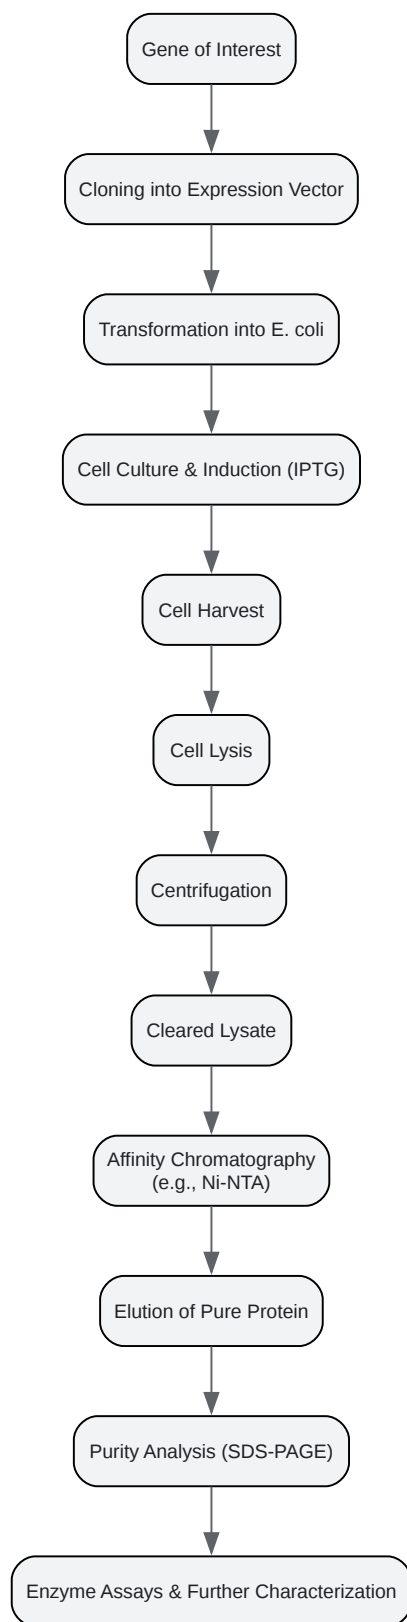 Gene of Interest
Cloning into Expression Vector
Transformation into E. coli
Cell Culture & Induction (IPTG)
Cell Harvest
Cell Lysis
Centrifugation
Cleared Lysate
Affinity Chromatography
(e.g., Ni-NTA)
Elution of Pure Protein
Purity Analysis (SDS-PAGE)
Enzyme Assays & Further Characterization